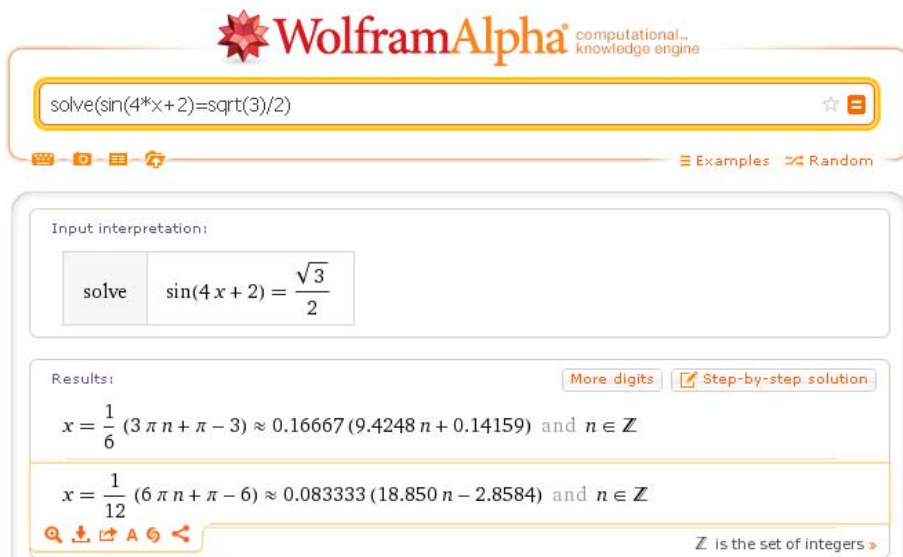 WolframAlpha computational... knowledge engine
solve(sin(4*x+2)=sqrt(3)/2)
Examples Random
Input interpretation:
solve sin(4 x + 2) = √3/2
Results: More digits Step-by-step solution
x = 1/6 (3 π n + π − 3) ≈ 0.16667 (9.4248 n + 0.14159) and n ∈ ℤ
x = 1/12 (6 π n + π − 6) ≈ 0.083333 (18.850 n − 2.8584) and n ∈ ℤ
A
ℤ is the set of integers »